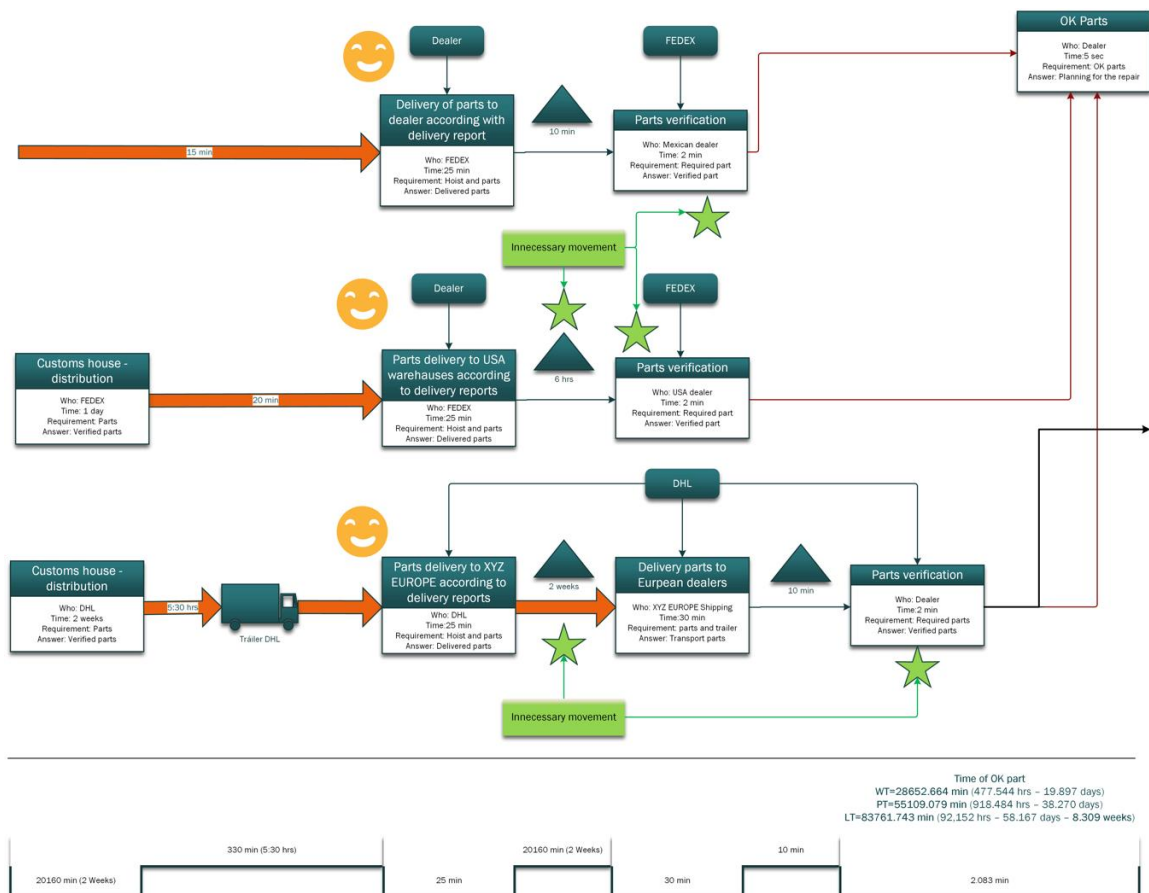 Dealer
FEDEX
OK Parts
Who: Dealer
Time:5 sec
Requirement: OK parts
Answer: Planning for the repair
Delivery of parts to
dealer according with
delivery report
Who: FEDEX
Time:25 min
Requirement: Hoist and parts
Answer: Delivered parts
15 min
10 min
Parts verification
Who: Mexican dealer
Time: 2 min
Requirement: Required part
Answer: Verified part
Innecessary movement
Dealer
FEDEX
Customs house -
distribution
Who: FEDEX
Time: 1 day
Requirement: Parts
Answer: Verified parts
20 min
Parts delivery to USA
warehauses according
to delivery reports
Who: FEDEX
Time:25 min
Requirement: Hoist and parts
Answer: Delivered parts
6 hrs
Parts verification
Who: USA dealer
Time: 2 min
Requirement: Required part
Answer: Verified part
DHL
Customs house -
distribution
Who: DHL
Time: 2 weeks
Requirement: Parts
Answer: Verified parts
5:30 hrs
Tráiler DHL
Parts delivery to XYZ
EUROPE according to
delivery reports
Who: DHL
Time:25 min
Requirement: Hoist and parts
Answer: Delivered parts
2 weeks
Delivery parts to
Eurpean dealers
Who: XYZ EUROPE Shipping
Time:30 min
Requirement: parts and trailer
Answer: Transport parts
10 min
Parts verification
Who: Dealer
Time:2 min
Requirement: Required parts
Answer: Verified parts
Innecessary movement
Time of OK part
WT=28652.664 min (477.544 hrs – 19.897 days)
PT=55109.079 min (918.484 hrs – 38.270 days)
LT=83761.743 min (92,152 hrs – 58.167 days – 8.309 weeks)
330 min (5:30 hrs)
20160 min (2 Weeks)
10 min
20160 min (2 Weeks)
25 min
30 min
2.083 min